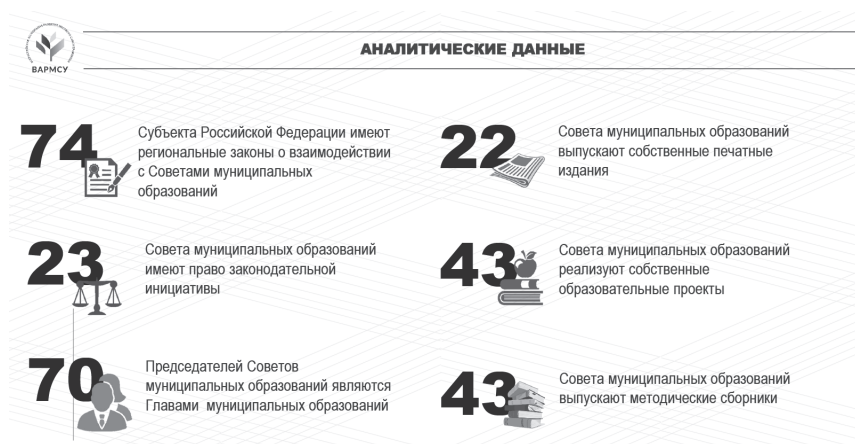 ВАРМСУ
АНАЛИТИЧЕСКИЕ ДАННЫЕ
74
Субъекта Российской Федерации имеют
региональные законы о взаимодействии
с Советами муниципальных
образований
22
Совета муниципальных образований
выпускают собственные печатные
издания
23
Совета муниципальных образований
имеют право законодательной
инициативы
43
Совета муниципальных образований
реализуют собственные
образовательные проекты
70
Председателей Советов
муниципальных образований являются
Главами муниципальных образований
43
Совета муниципальных образований
выпускают методические сборники